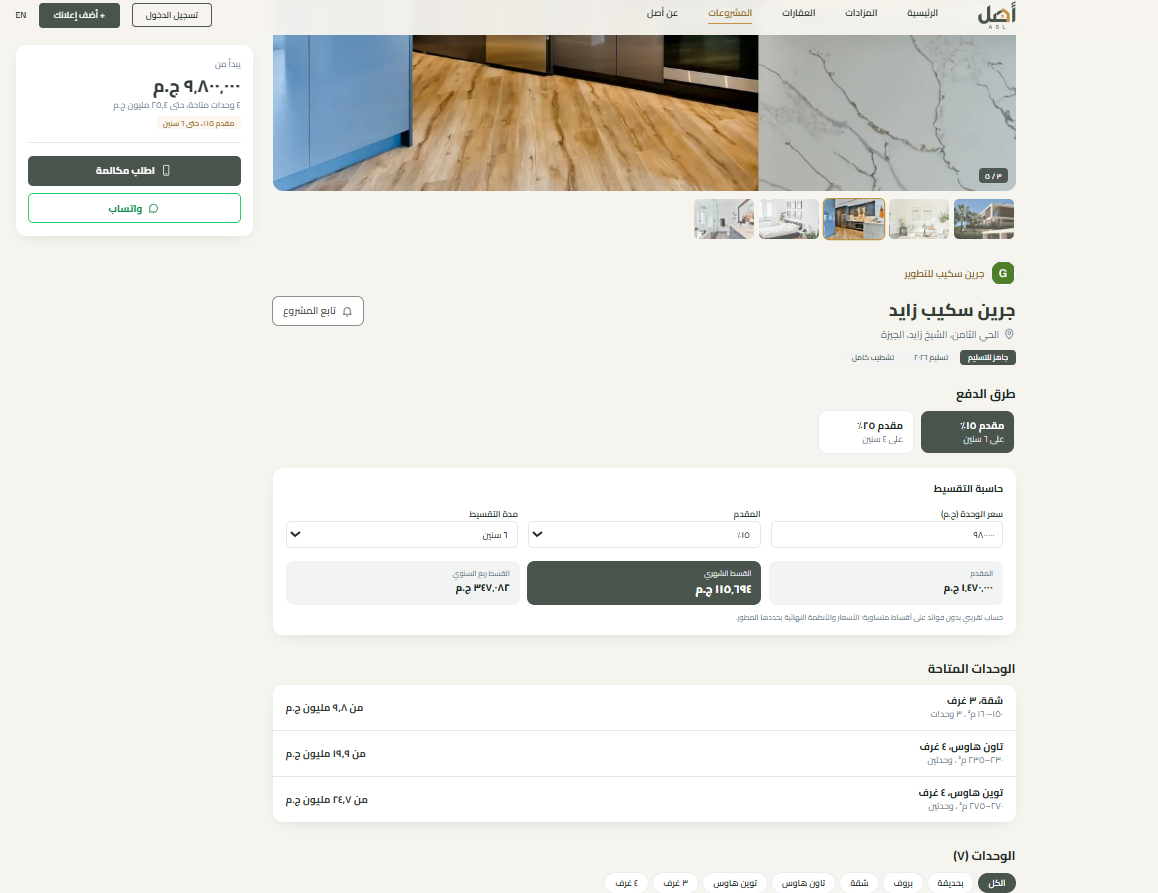 أصل
ASL
الرئيسية
المزادات
العقارات
المشروعات
عن أصل
تسجيل الدخول
+ أضف إعلانك
EN
٣ / ٥
يبدأ من
٩,٨٠٠,٠٠٠ ج.م
٤ وحدات متاحة، حتى ٢٥,٤ مليون ج.م
مقدم ١٥٪، حتى ٦ سنين
اطلب مكالمة
واتساب
G
جرين سكيب للتطوير
جرين سكيب زايد
تابع المشروع
الحي الثامن، الشيخ زايد، الجيزة
جاهز للتسليم
تسليم ٢٠٢٦
تشطيب كامل
طرق الدفع
مقدم ١٥٪
على ٦ سنين
مقدم ٢٥٪
على ٤ سنين
حاسبة التقسيط
سعر الوحدة (ج.م)
المقدم
مدة التقسيط
٩٨٠٠٠٠٠
١٥٪
٦ سنين
المقدم
١,٤٧٠,٠٠٠ ج.م
القسط الشهري
١١٥,٦٩٤ ج.م
القسط ربع السنوي
٣٤٧,٠٨٢ ج.م
حساب تقريبي بدون فوائد على أقساط متساوية؛ الأسعار والأنظمة النهائية يحددها المطور.
الوحدات المتاحة
شقة، ٣ غرف
١٥٠–١٦٠ م²، ٣ وحدات
من ٩,٨ مليون ج.م
تاون هاوس، ٤ غرف
٢٣٠–٢٣٥ م²، وحدتين
من ١٩,٩ مليون ج.م
توين هاوس، ٤ غرف
٢٧٠–٢٧٥ م²، وحدتين
من ٢٤,٧ مليون ج.م
الوحدات (٧)
الكل
بحديقة
بروف
شقة
تاون هاوس
توين هاوس
٣ غرف
٤ غرف